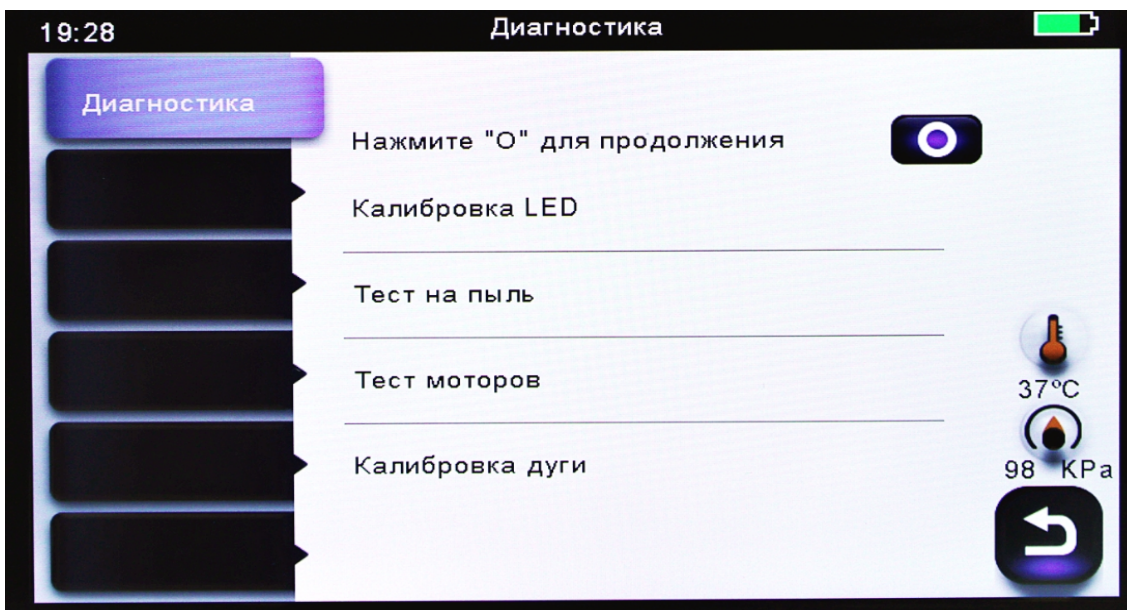 19:28
Диагностика
Диагностика
Нажмите "О" для продолжения
Калибровка LED
Тест на пыль
Тест моторов
Калибровка дуги
37°C
98 KPa